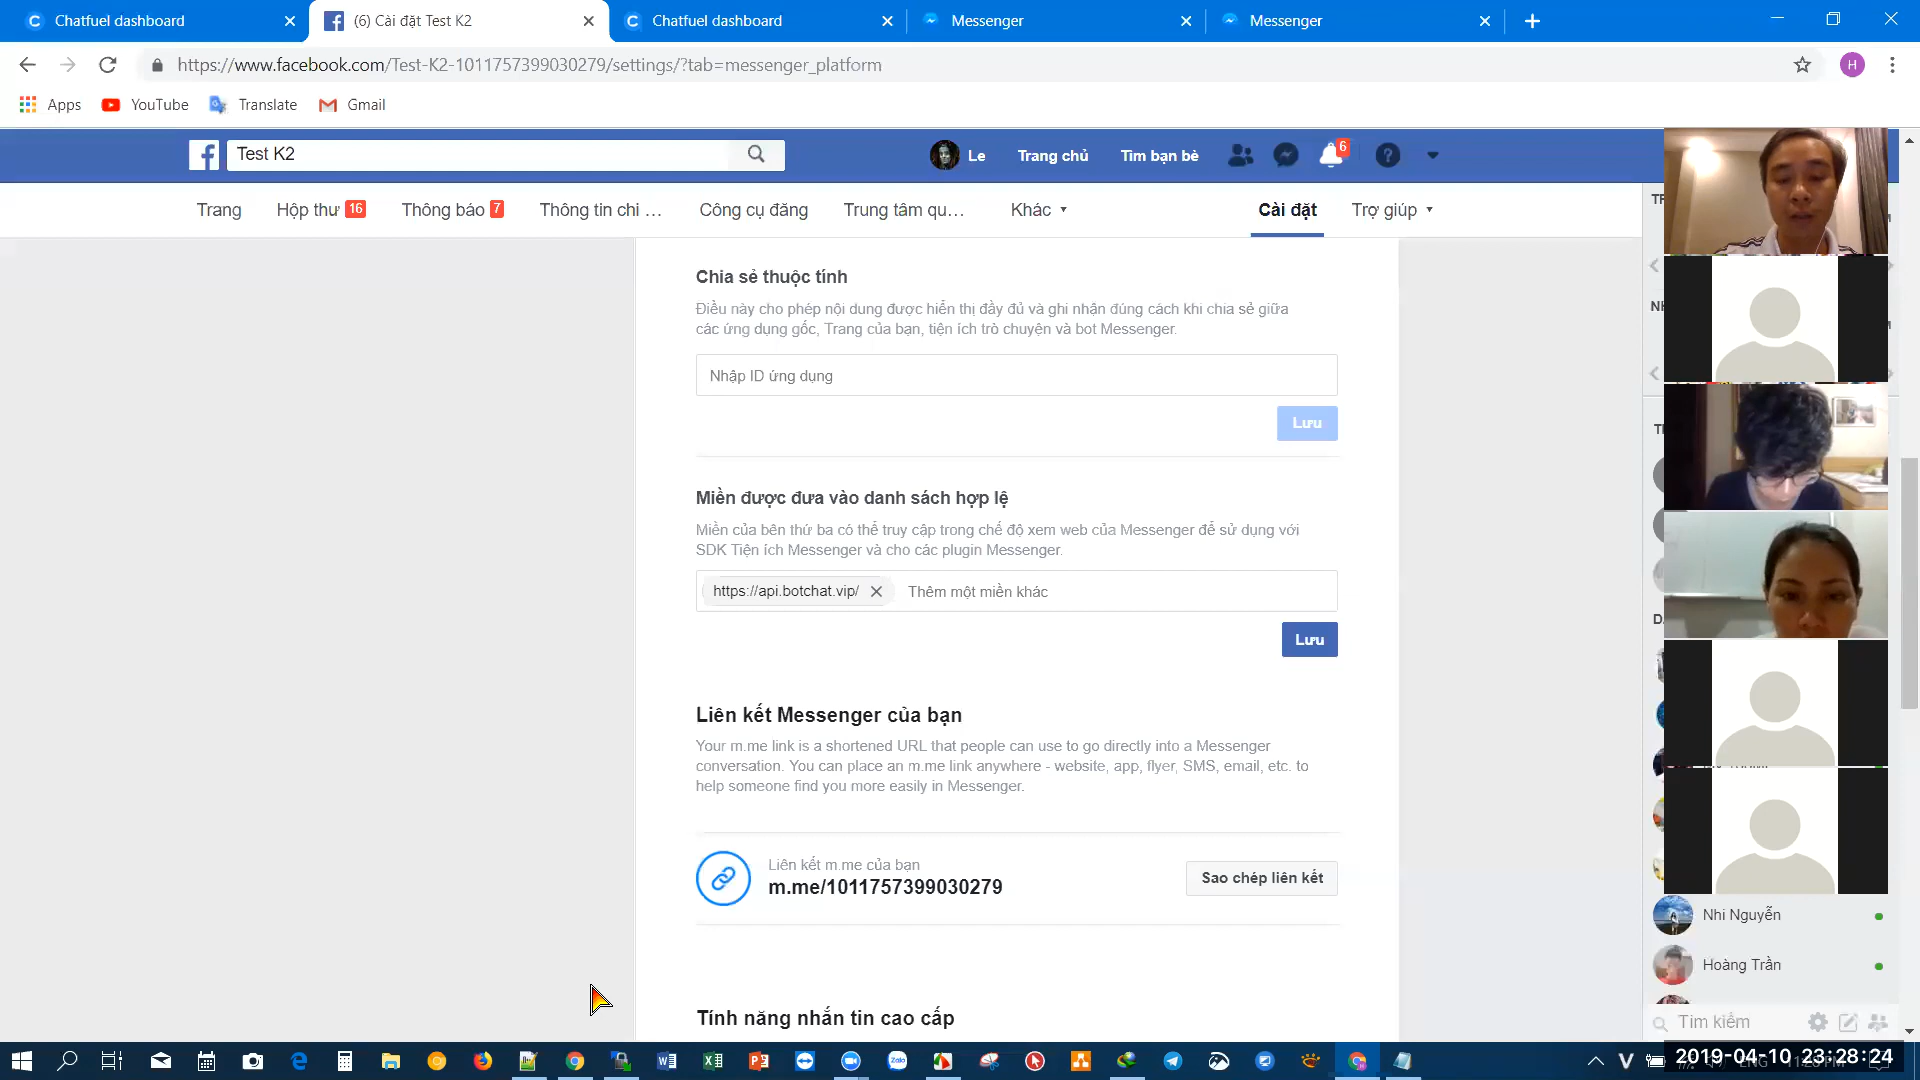 Chatfuel dashboard
(6) Cài đặt Test K2
Chatfuel dashboard
Messenger
Messenger
https://www.facebook.com/Test-K2-1011757399030279/settings/?tab=messenger_platform
H
Apps
YouTube
Translate
Gmail
Test K2
Le
Trang chủ
Tìm bạn bè
6
Trang
Hộp thư 16
Thông báo 7
Thông tin chi ...
Công cụ đăng
Trung tâm qu...
Khác
Cài đặt
Trợ giúp
Chia sẻ thuộc tính
Điều này cho phép nội dung được hiển thị đầy đủ và ghi nhận đúng cách khi chia sẻ giữa
các ứng dụng gốc, Trang của bạn, tiện ích trò chuyện và bot Messenger.
Nhập ID ứng dụng
Lưu
Miền được đưa vào danh sách hợp lệ
Miền của bên thứ ba có thể truy cập trong chế độ xem web của Messenger để sử dụng với
SDK Tiện ích Messenger và cho các plugin Messenger.
https://api.botchat.vip/
Thêm một miền khác
Lưu
Liên kết Messenger của bạn
Your m.me link is a shortened URL that people can use to go directly into a Messenger
conversation. You can place an m.me link anywhere - website, app, flyer, SMS, email, etc. to
help someone find you more easily in Messenger.
Liên kết m.me của bạn
m.me/1011757399030279
Sao chép liên kết
Tính năng nhắn tin cao cấp
Nhi Nguyễn
Hoàng Trần
Tìm kiếm
2019-04-10 23:28:24